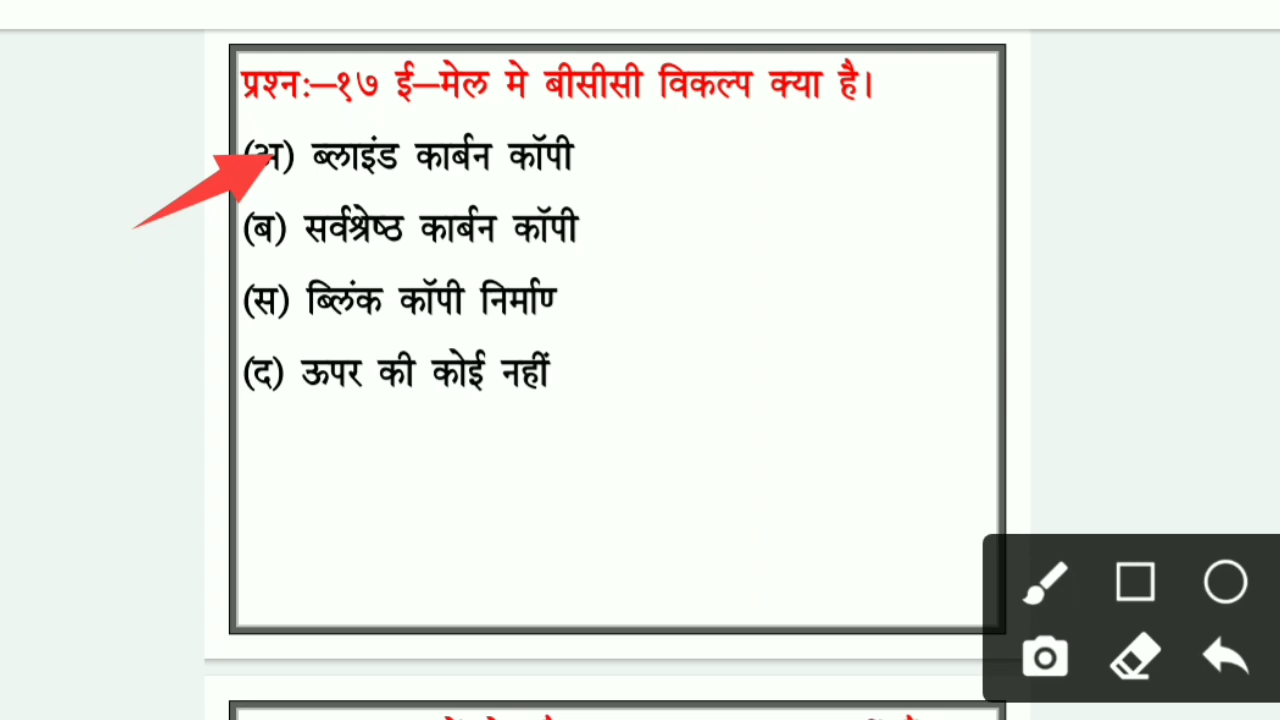 प्रश्नः–१७ ई–मेल मे बीसीसी विकल्प क्या है।
(अ) ब्लाइंड कार्बन कॉपी
(ब) सर्वश्रेष्ठ कार्बन कॉपी
(स) ब्लिंक कॉपी निर्माण
(द) ऊपर की कोई नहीं